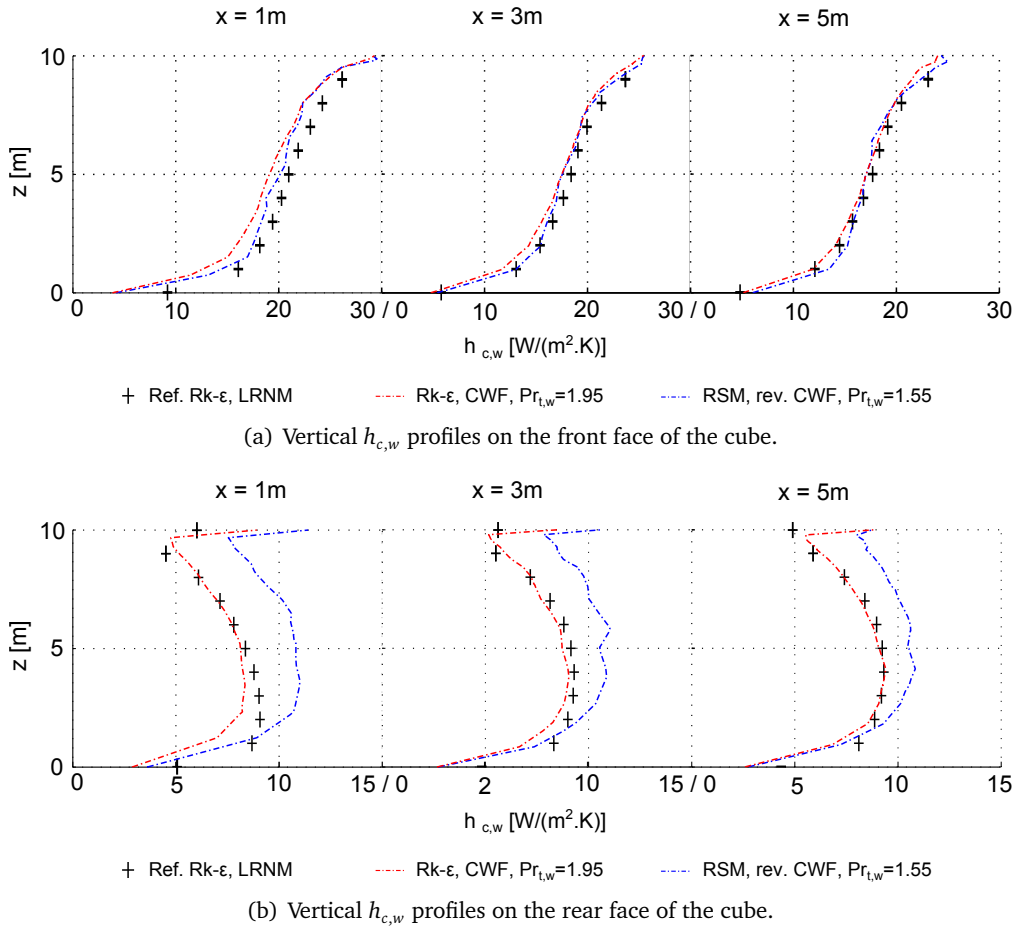 x = 1m x = 3m x = 5m
10
5
0
z [m]
0 10 20 30 / 0 10 20 30 / 0 10 20 30
h c,w [W/(m².K)]
Ref. Rk-ε, LRNM Rk-ε, CWF, Prt,w=1.95 RSM, rev. CWF, Prt,w=1.55
(a) Vertical hc,w profiles on the front face of the cube.
x = 1m x = 3m x = 5m
10
5
0
z [m]
0 5 10 15 / 0 2 10 15 / 0 5 10 15
h c,w [W/(m².K)]
Ref. Rk-ε, LRNM Rk-ε, CWF, Prt,w=1.95 RSM, rev. CWF, Prt,w=1.55
(b) Vertical hc,w profiles on the rear face of the cube.